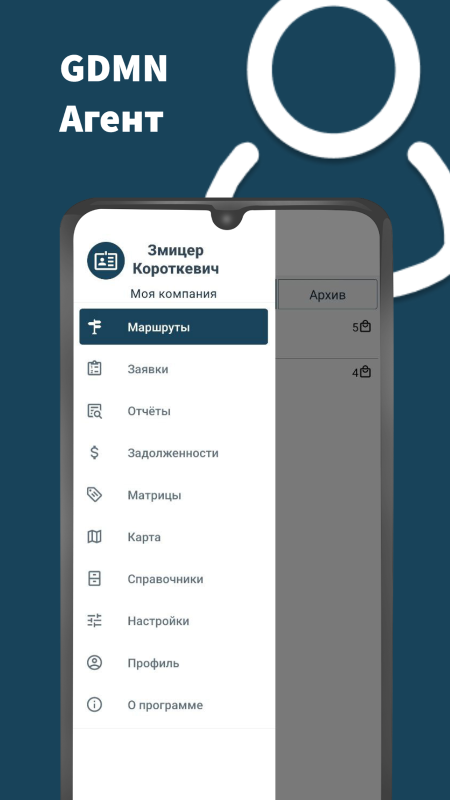 GDMN
Агент
Змицер
Короткевич
Моя компания
Архив
Маршруты
5
Заявки
4
Отчёты
Задолженности
Матрицы
Карта
Справочники
Настройки
Профиль
О программе